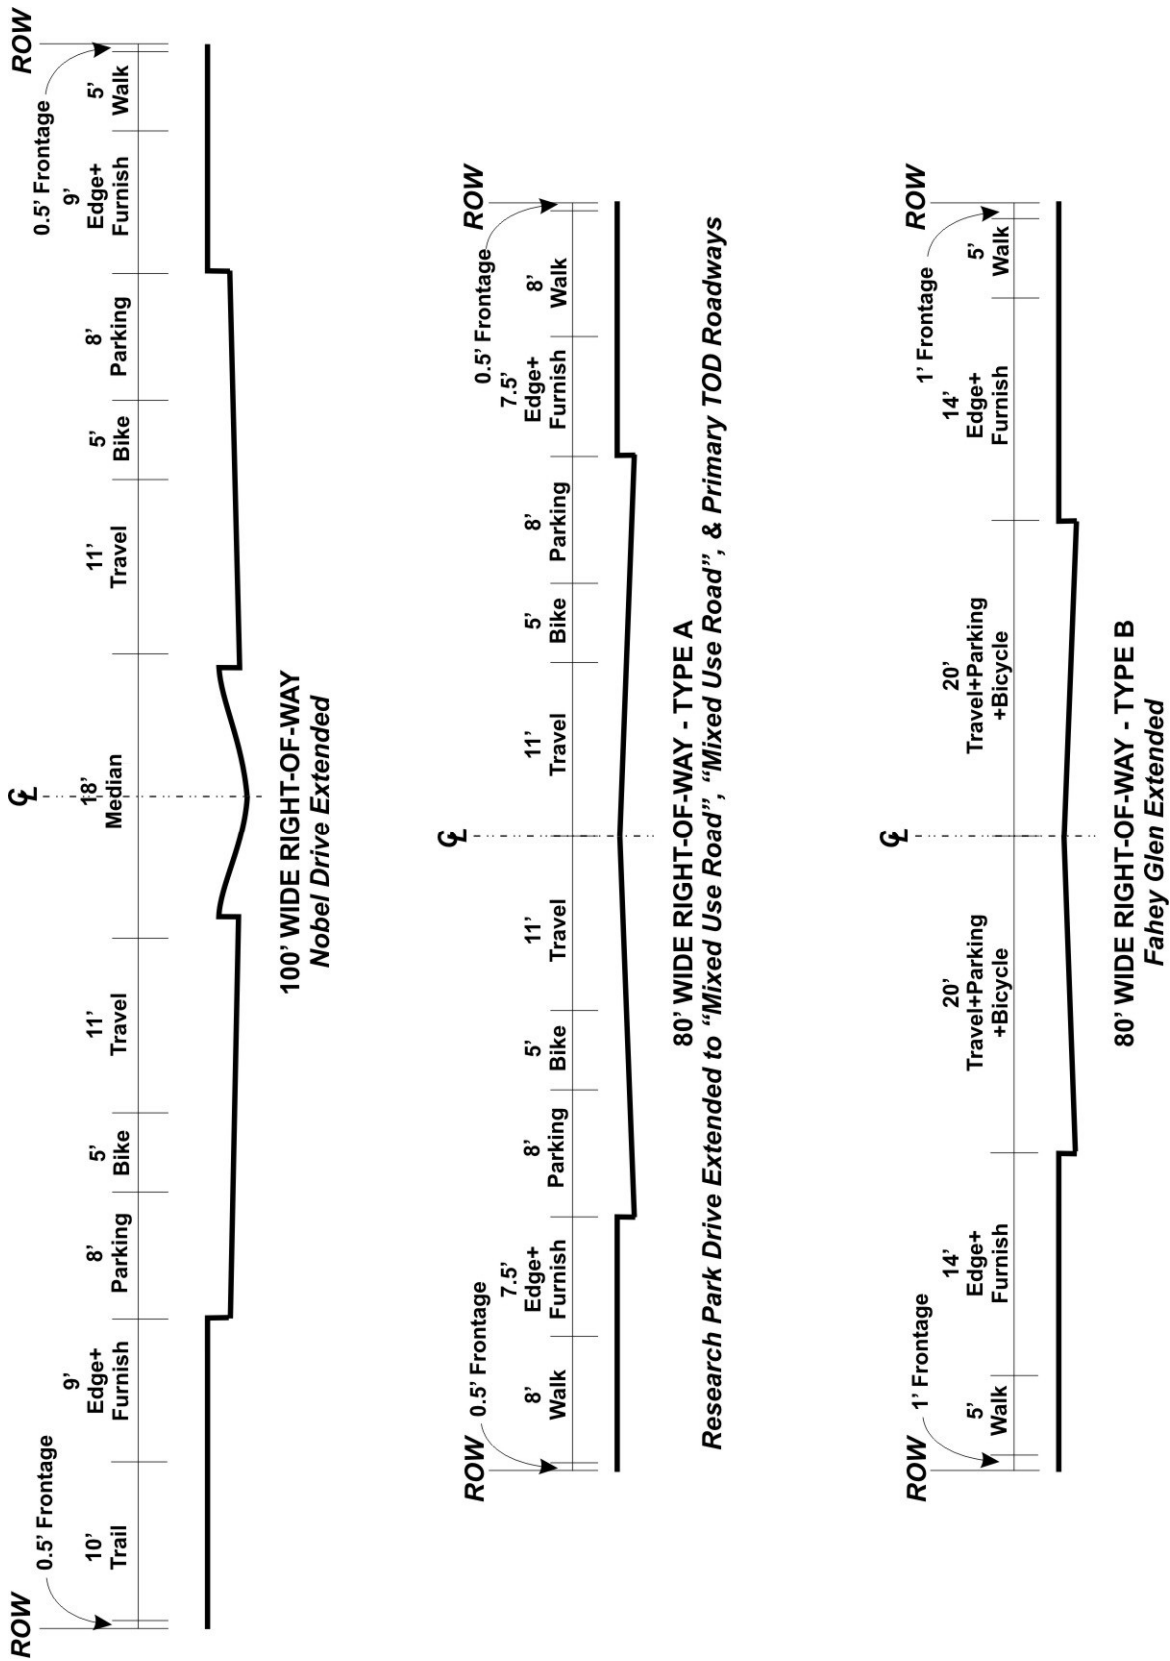 ROW
0.5’ Frontage
10’
Trail
9’
Edge+
Furnish
8’
Parking
5’
Bike
11’
Travel
℄
18’
Median
11’
Travel
5’
Bike
8’
Parking
9’
Edge+
Furnish
5’
Walk
0.5’ Frontage
ROW
100’ WIDE RIGHT-OF-WAY
Nobel Drive Extended
ROW
0.5’ Frontage
8’
Walk
7.5’
Edge+
Furnish
8’
Parking
5’
Bike
11’
Travel
℄
11’
Travel
5’
Bike
8’
Parking
7.5’
Edge+
Furnish
8’
Walk
0.5’ Frontage
ROW
80’ WIDE RIGHT-OF-WAY - TYPE A
Research Park Drive Extended to “Mixed Use Road”, “Mixed Use Road”, & Primary TOD Roadways
ROW
1’ Frontage
5’
Walk
14’
Edge+
Furnish
20’
Travel+Parking
+Bicycle
℄
20’
Travel+Parking
+Bicycle
14’
Edge+
Furnish
5’
Walk
1’ Frontage
ROW
80’ WIDE RIGHT-OF-WAY - TYPE B
Fahey Glen Extended